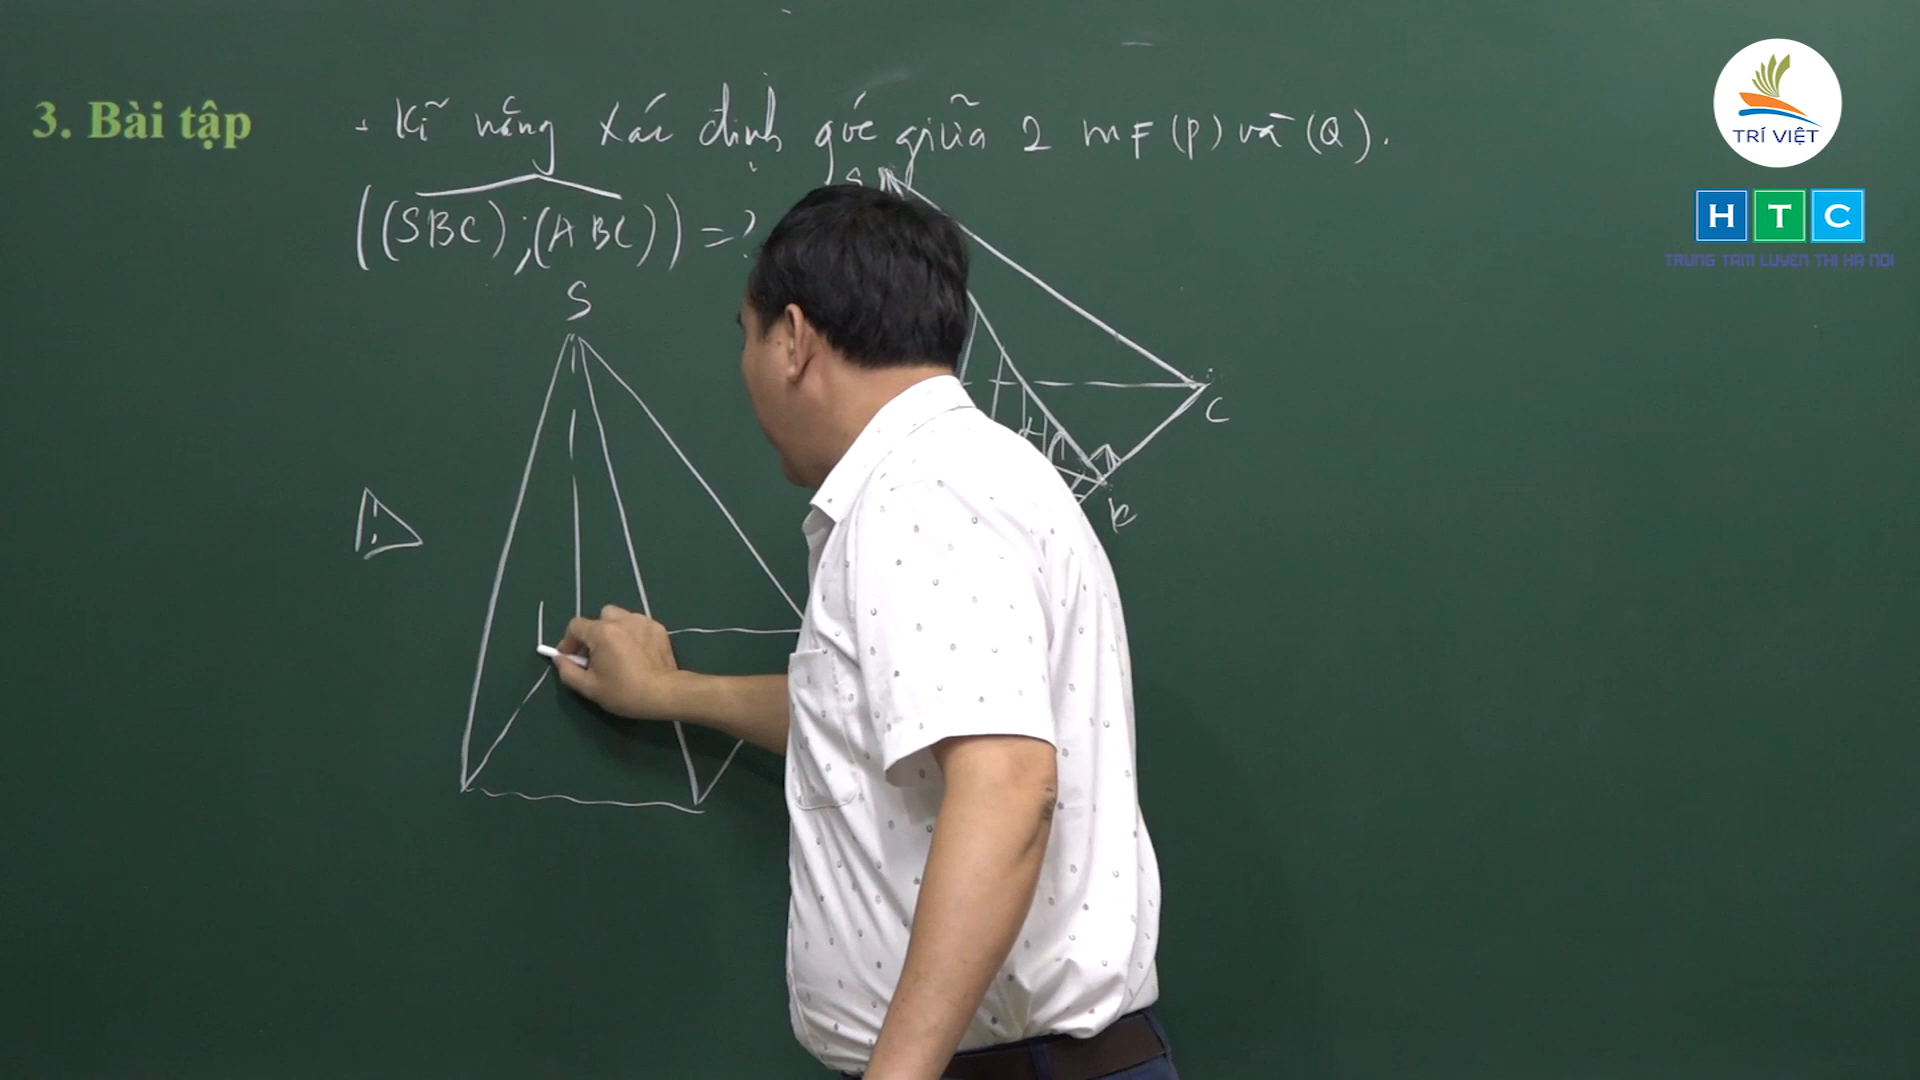 3. Bài tập
- Kĩ năng xác định góc giữa 2 mF (P) và (Q).
((SBC);(ABC)) = ?
S
S
C
K
H
!
TRÍ VIỆT
H T C
TRUNG TÂM LUYỆN THI HÀ NỘI